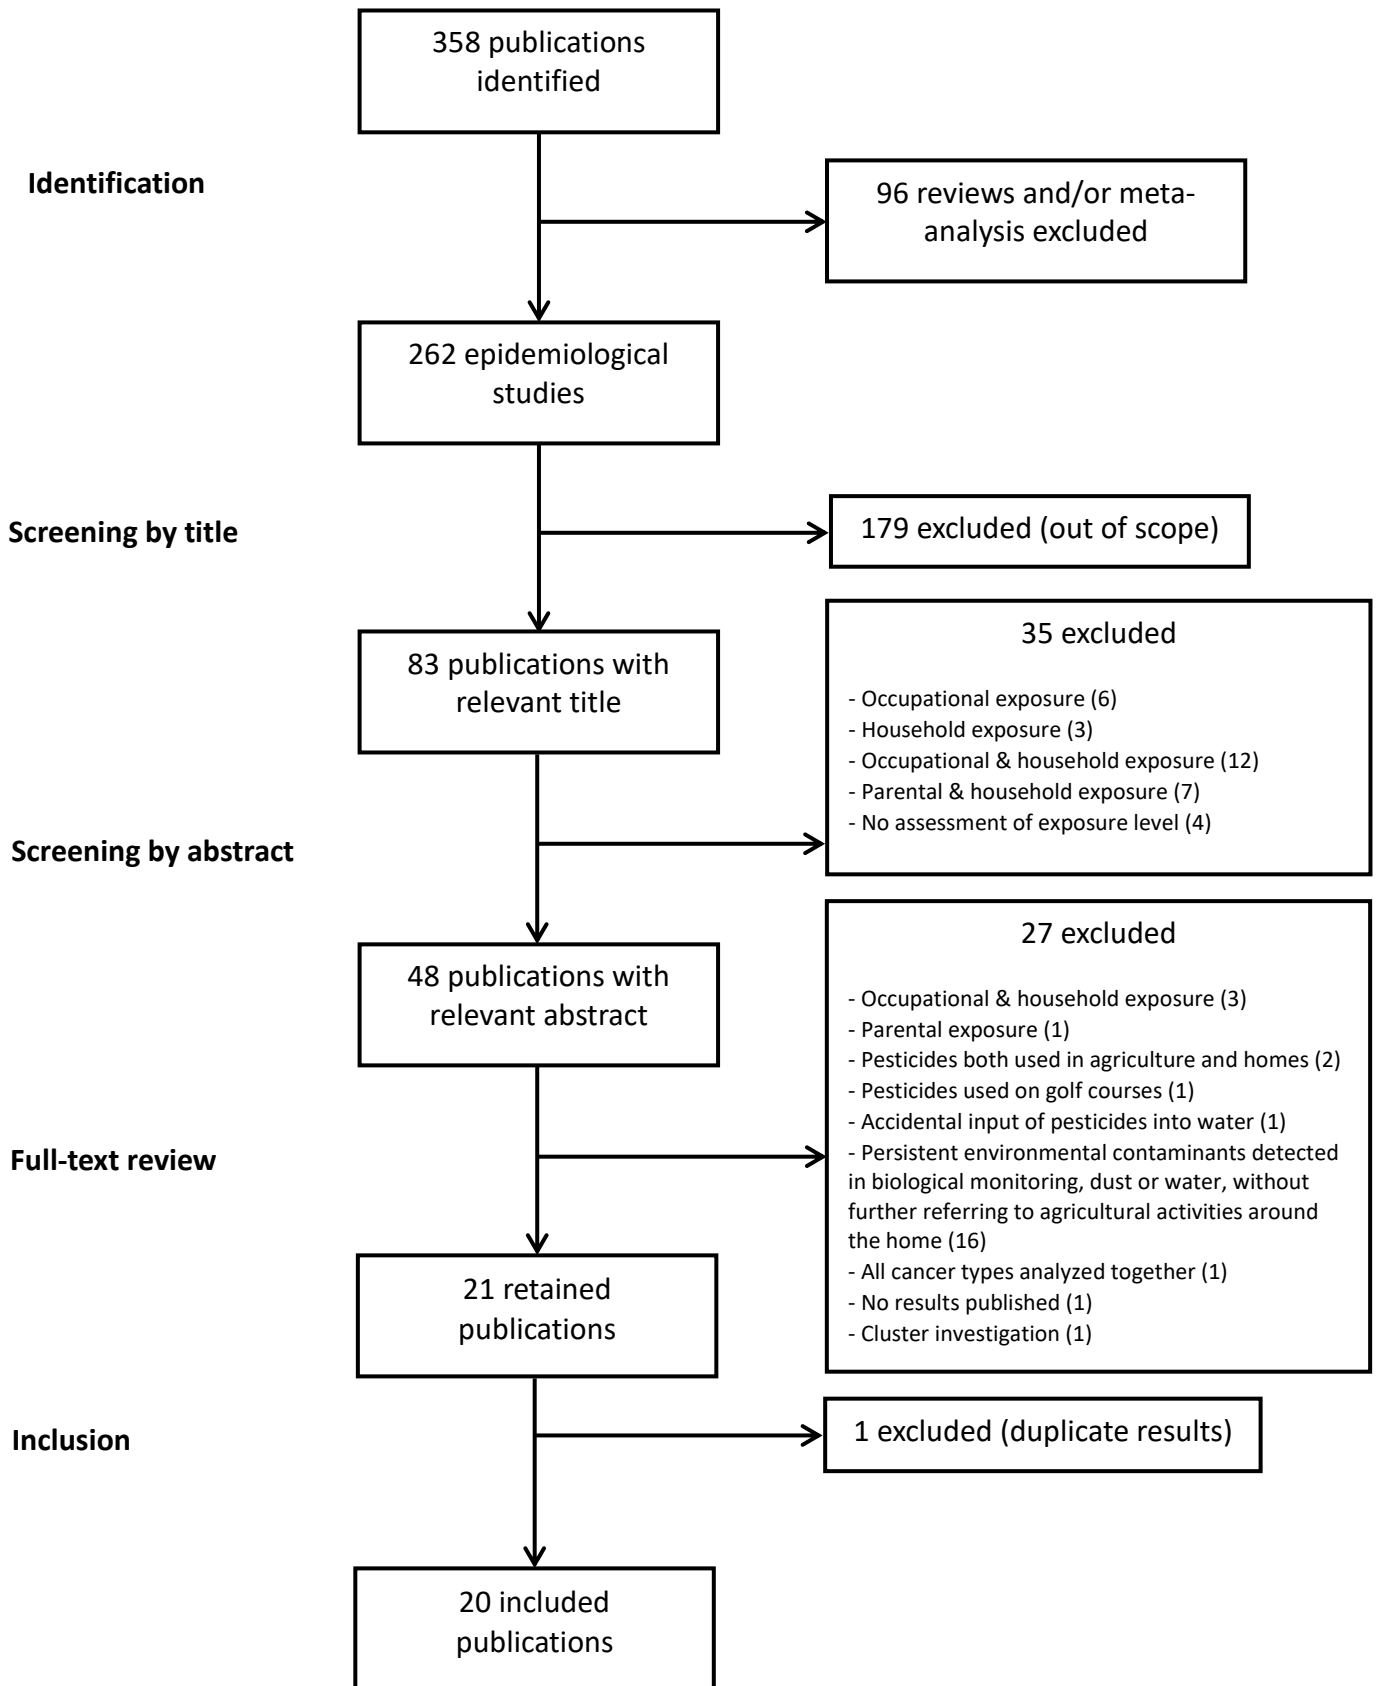 358 publications
identified
Identification
96 reviews and/or meta-
analysis excluded
262 epidemiological
studies
Screening by title
179 excluded (out of scope)
83 publications with
relevant title
35 excluded
- Occupational exposure (6)
- Household exposure (3)
- Occupational & household exposure (12)
- Parental & household exposure (7)
- No assessment of exposure level (4)
Screening by abstract
48 publications with
relevant abstract
27 excluded
- Occupational & household exposure (3)
- Parental exposure (1)
- Pesticides both used in agriculture and homes (2)
- Pesticides used on golf courses (1)
- Accidental input of pesticides into water (1)
- Persistent environmental contaminants detected
in biological monitoring, dust or water, without
further referring to agricultural activities around
the home (16)
- All cancer types analyzed together (1)
- No results published (1)
- Cluster investigation (1)
Full-text review
21 retained
publications
Inclusion
1 excluded (duplicate results)
20 included
publications